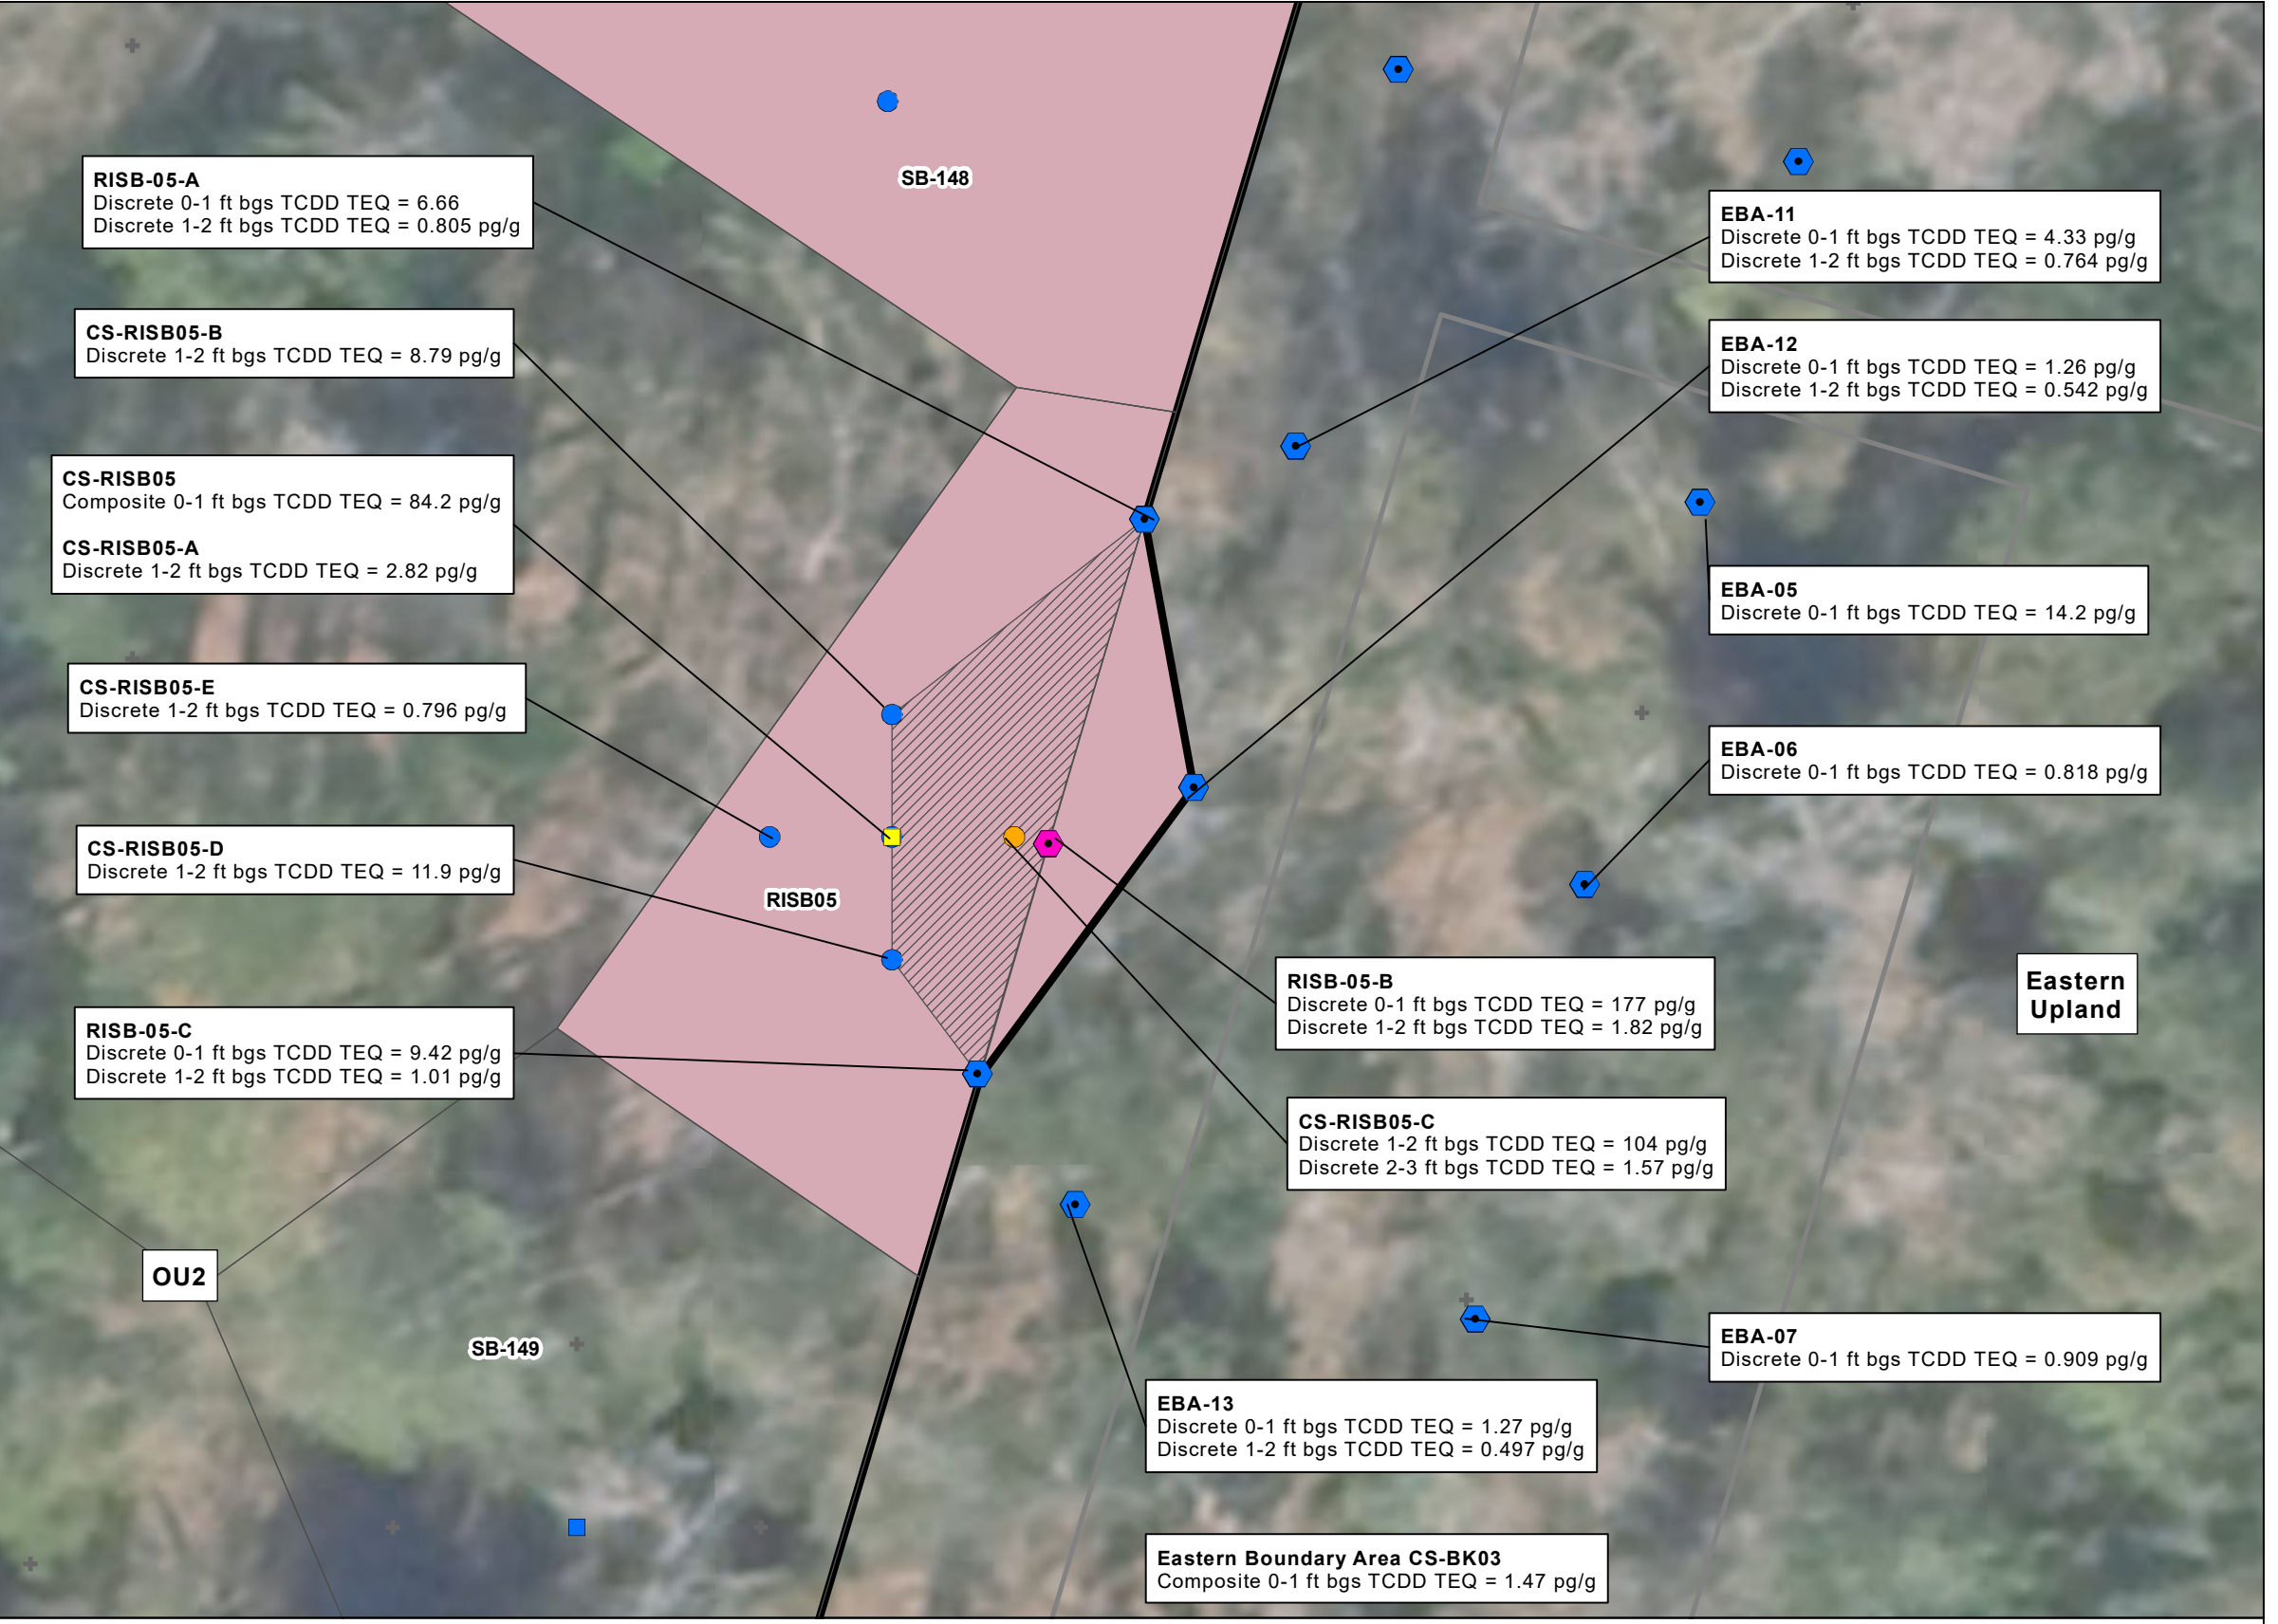 SB-148
RISB-05-A
Discrete 0-1 ft bgs TCDD TEQ = 6.66
Discrete 1-2 ft bgs TCDD TEQ = 0.805 pg/g
CS-RISB05-B
Discrete 1-2 ft bgs TCDD TEQ = 8.79 pg/g
CS-RISB05
Composite 0-1 ft bgs TCDD TEQ = 84.2 pg/g
CS-RISB05-A
Discrete 1-2 ft bgs TCDD TEQ = 2.82 pg/g
CS-RISB05-E
Discrete 1-2 ft bgs TCDD TEQ = 0.796 pg/g
CS-RISB05-D
Discrete 1-2 ft bgs TCDD TEQ = 11.9 pg/g
RISB05
RISB-05-C
Discrete 0-1 ft bgs TCDD TEQ = 9.42 pg/g
Discrete 1-2 ft bgs TCDD TEQ = 1.01 pg/g
OU2
SB-149
EBA-11
Discrete 0-1 ft bgs TCDD TEQ = 4.33 pg/g
Discrete 1-2 ft bgs TCDD TEQ = 0.764 pg/g
EBA-12
Discrete 0-1 ft bgs TCDD TEQ = 1.26 pg/g
Discrete 1-2 ft bgs TCDD TEQ = 0.542 pg/g
EBA-05
Discrete 0-1 ft bgs TCDD TEQ = 14.2 pg/g
EBA-06
Discrete 0-1 ft bgs TCDD TEQ = 0.818 pg/g
Eastern
Upland
RISB-05-B
Discrete 0-1 ft bgs TCDD TEQ = 177 pg/g
Discrete 1-2 ft bgs TCDD TEQ = 1.82 pg/g
CS-RISB05-C
Discrete 1-2 ft bgs TCDD TEQ = 104 pg/g
Discrete 2-3 ft bgs TCDD TEQ = 1.57 pg/g
EBA-07
Discrete 0-1 ft bgs TCDD TEQ = 0.909 pg/g
EBA-13
Discrete 0-1 ft bgs TCDD TEQ = 1.27 pg/g
Discrete 1-2 ft bgs TCDD TEQ = 0.497 pg/g
Eastern Boundary Area CS-BK03
Composite 0-1 ft bgs TCDD TEQ = 1.47 pg/g